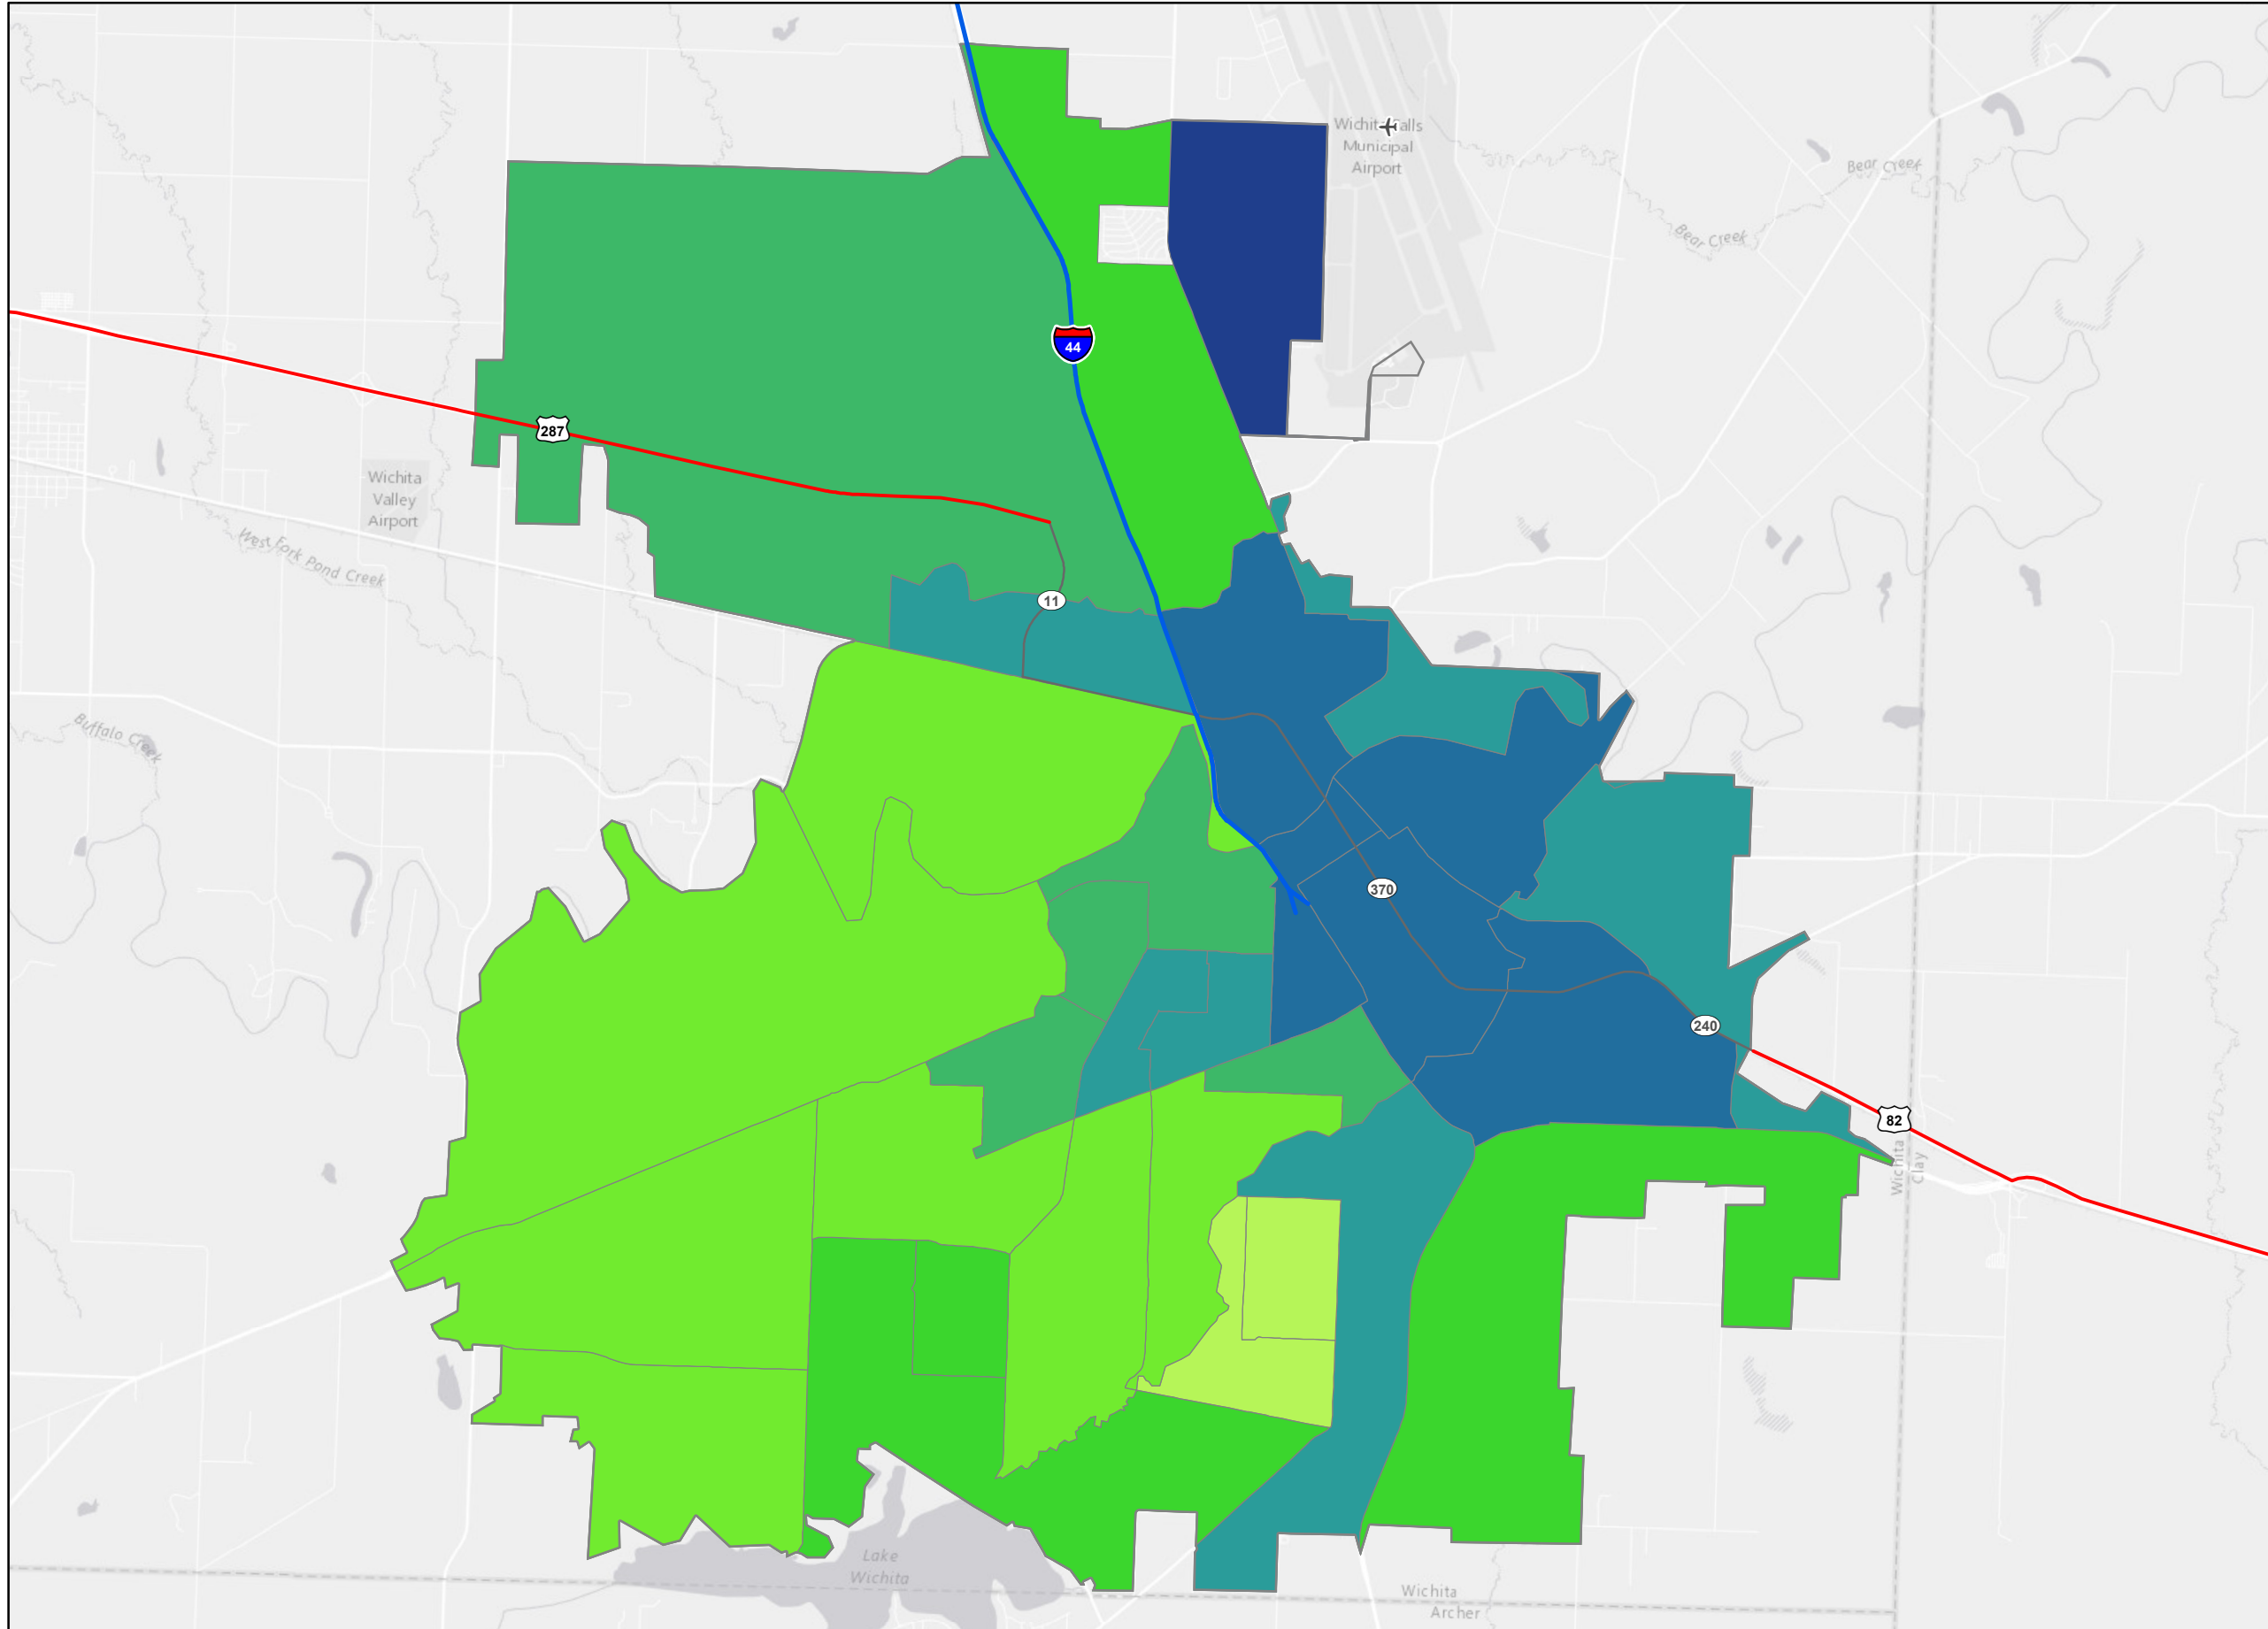 Wichita Falls
Municipal
Airport
Bear Creek
Bear Creek
44
287
Wichita
Valley
Airport
West Fork Pond Creek
11
Buffalo Creek
370
240
82
Wichita
Clay
Lake
Wichita
Wichita
Archer